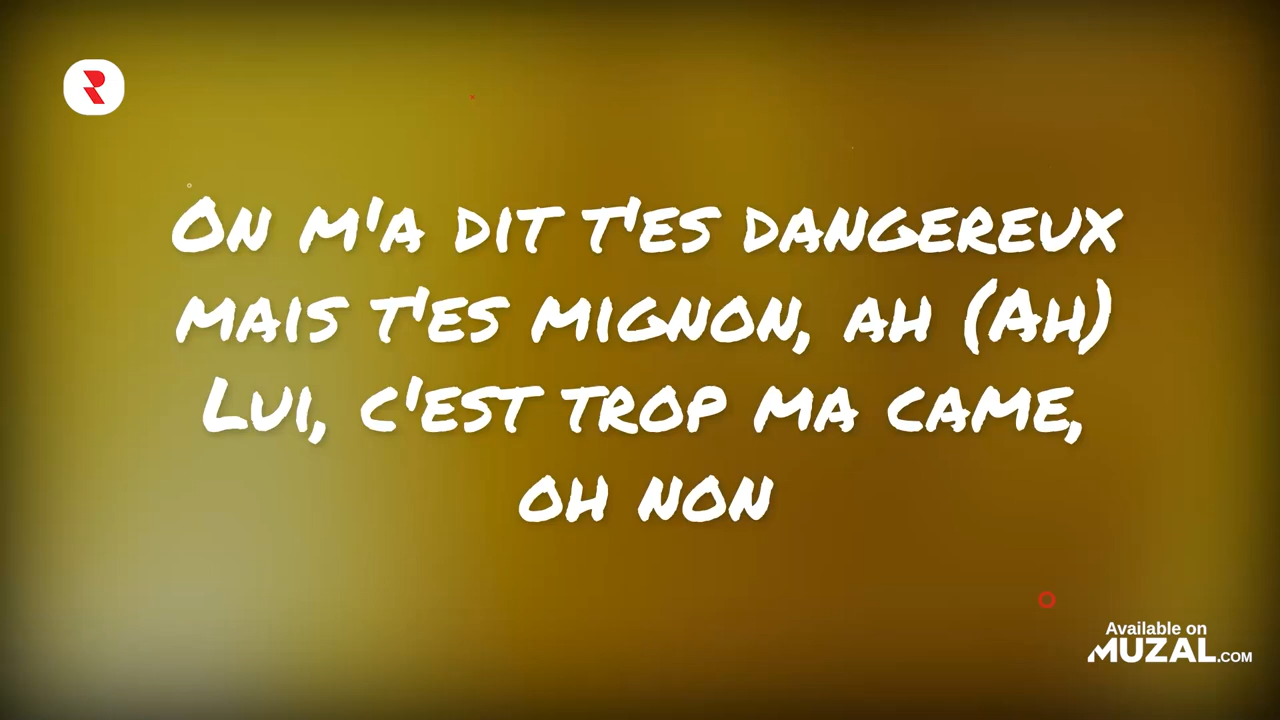 On m'a dit t'es dangereux
mais t'es mignon, ah (Ah)
Lui, c'est trop ma came,
oh non
Available on
MUZAL.COM